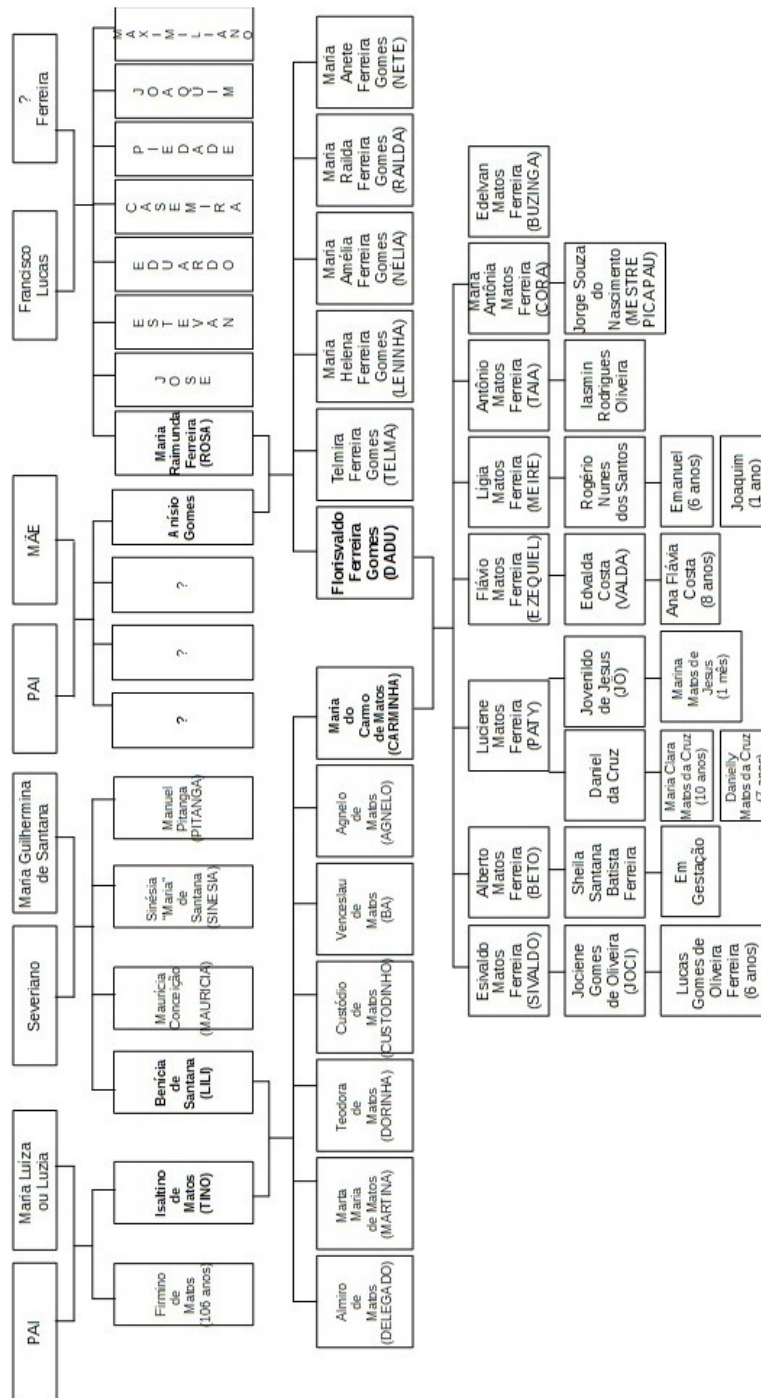 PAI
Maria Luiza
ou Luzia
Severiano
Maria Guilhermina
de Santana
PAI
MÃE
Francisco
Lucas
?
Ferreira
Firmino
de
Matos
(106 anos)
Isaltino
de
Matos
(TINO)
Benícia
de
Santana
(LILI)
Maurícia
Conceição
(MAURICIA)
Sinésia
"Maria" de
Santana
(SINESIA)
Manuel
Pitanga
(PITANGA)
?
?
?
Anísio
Gomes
Maria
Raimunda
Ferreira
(ROSA)
JOSE
ESTEVAN
EDUARDO
CASEMIRA
PIEDADE
JOAQUIM
MAXIMILIANO
Almiro
de
Matos
(DELEGADO)
Marta
Maria
de Matos
(MARTINA)
Teodora
de
Matos
(DORINHA)
Custódio
de
Matos
(CUSTODINHO)
Venceslau
de
Matos
(BA)
Agnelo
de
Matos
(AGNELO)
Maria
do
Carmo
de Matos
(CARMINHA)
Florisvaldo
Ferreira
Gomes
(DADU)
Telmira
Ferreira
Gomes
(TELMA)
Maria
Helena
Ferreira
Gomes
(LENINHA)
Maria
Amélia
Ferreira
Gomes
(NÉLIA)
Maria
Railda
Ferreira
Gomes
(RAILDA)
Maria
Anete
Ferreira
Gomes
(NETE)
Esivaldo
Matos
Ferreira
(SIVALDO)
Alberto
Matos
Ferreira
(BETO)
Luciene
Matos
Ferreira
(PATY)
Flávio
Matos
Ferreira
(EZEQUIEL)
Lígia
Matos
Ferreira
(MEIRE)
Antônio
Matos
Ferreira
(TAIA)
Maria
Antônia
Matos
Ferreira
(CORA)
Edelvan
Matos
Ferreira
(BUZINGA)
Jociene
Gomes
de Oliveira
(JOCI)
Sheila
Santana
Batista
Ferreira
Daniel
da Cruz
Jovenildo
de Jesus
(JÓ)
Edvalda
Costa
(VALDA)
Rogério
Nunes
dos Santos
Iasmin
Rodrigues
Oliveira
Jorge Souza
do
Nascimento
(MESTRE
PICAPAU)
Lucas
Gomes de
Oliveira
Ferreira
(6 anos)
Em
Gestação
Maria Clara
Matos da Cruz
(10 anos)
Marina
Matos de
Jesus
(1 mês)
Ana Flávia
Costa
(8 anos)
Emanuel
(6 anos)
Danielly
Matos da Cruz
(7 anos)
Joaquim
(1 ano)